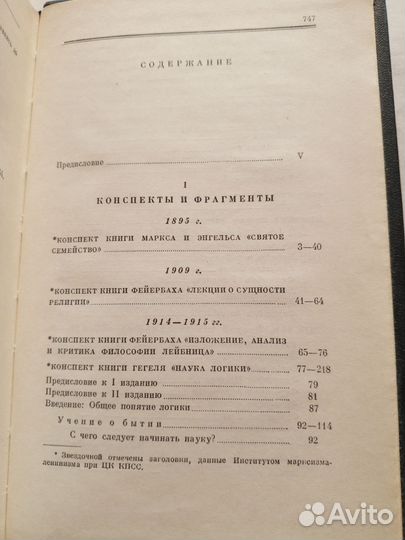 747
СОДЕРЖАНИЕ
Предисловие V
I
КОНСПЕКТЫ И ФРАГМЕНТЫ
1895 г.
*КОНСПЕКТ КНИГИ МАРКСА И ЭНГЕЛЬСА «СВЯТОЕ
СЕМЕЙСТВО» 3—40
1909 г.
*КОНСПЕКТ КНИГИ ФЕЙЕРБАХА «ЛЕКЦИИ О СУЩНОСТИ
РЕЛИГИИ» 41—64
1914—1915 гг.
*КОНСПЕКТ КНИГИ ФЕЙЕРБАХА «ИЗЛОЖЕНИЕ, АНАЛИЗ
И КРИТИКА ФИЛОСОФИИ ЛЕЙБНИЦА» 65—76
*КОНСПЕКТ КНИГИ ГЕГЕЛЯ «НАУКА ЛОГИКИ» 77—218
Предисловие к I изданию 79
Предисловие к II изданию 81
Введение: Общее понятие логики 87
Учение о бытии 92—114
С чего следует начинать науку? 92
* Звездочкой отмечены заголовки, данные Институтом марксизма-
ленинизма при ЦК КПСС.
Avito